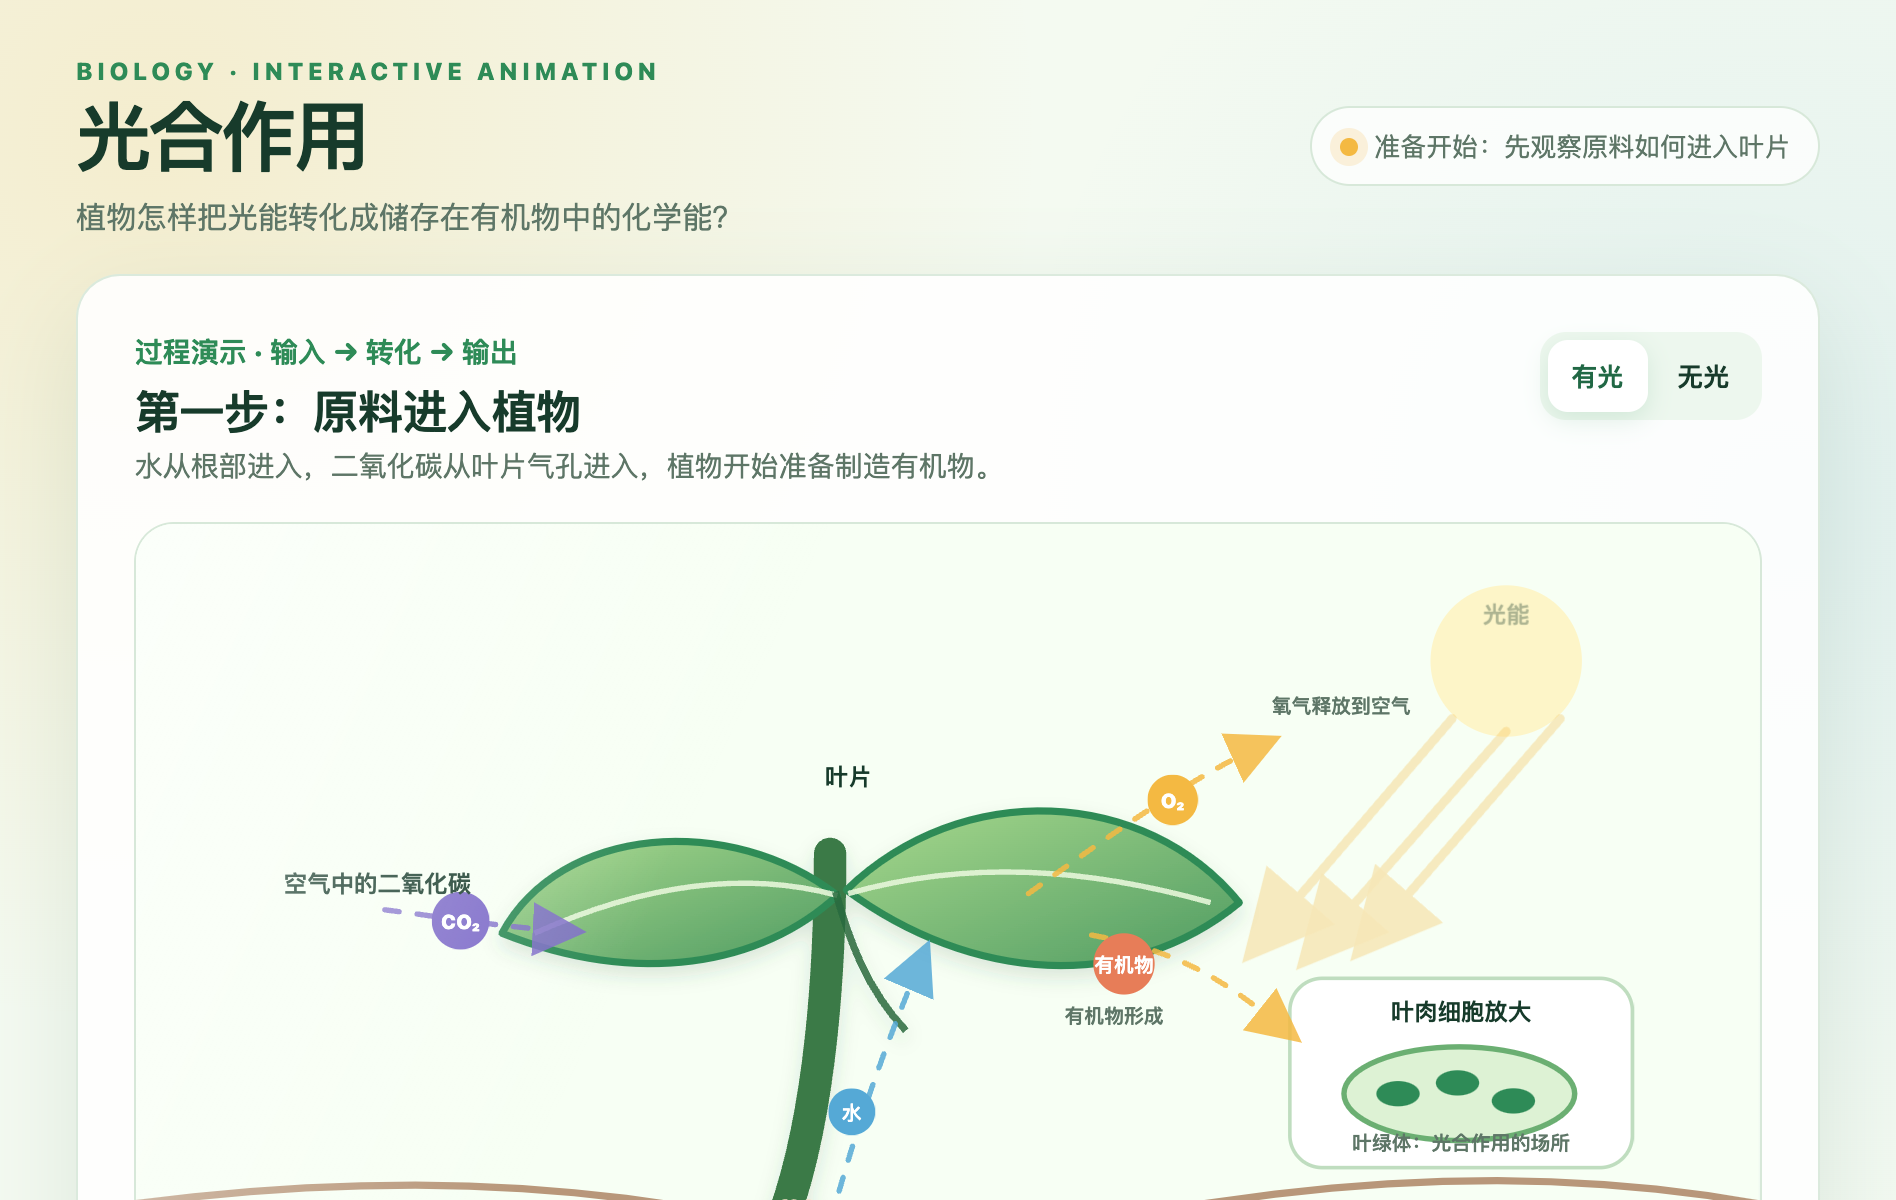 BIOLOGY · INTERACTIVE ANIMATION
光合作用
植物怎样把光能转化成储存在有机物中的化学能?
准备开始：先观察原料如何进入叶片
过程演示 · 输入 → 转化 → 输出
第一步：原料进入植物
水从根部进入，二氧化碳从叶片气孔进入，植物开始准备制造有机物。
有光 无光
光能
氧气释放到空气
叶片
O₂
空气中的二氧化碳
CO₂
有机物
有机物形成
叶肉细胞放大
水
叶绿体：光合作用的场所